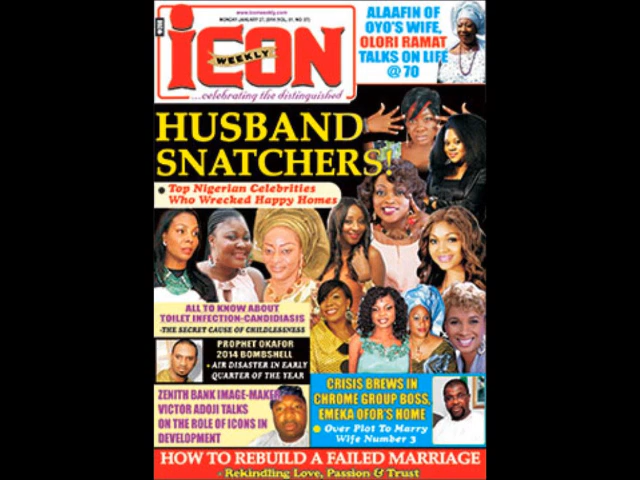 www.iconweekly.com
ICON
WEEKLY
...celebrating the distinguished
ALAAFIN OF
OYO'S WIFE,
OLORI RAMAT
TALKS ON LIFE
@ 70
HUSBAND
SNATCHERS!
Top Nigerian Celebrities
Who Wrecked Happy Homes
ALL TO KNOW ABOUT
TOILET INFECTION-CANDIDIASIS
-THE SECRET CAUSE OF CHILDLESSNESS
PROPHET OKAFOR
2014 BOMBSHELL
AIR DISASTER IN EARLY
QUARTER OF THE YEAR
ZENITH BANK IMAGE-MAKER
VICTOR ADOJI TALKS
ON THE ROLE OF ICONS IN
DEVELOPMENT
CRISIS BREWS IN
CHROME GROUP BOSS,
EMEKA OFOR'S HOME
Over Plot To Marry
Wife Number 3
HOW TO REBUILD A FAILED MARRIAGE
Rekindling Love, Passion & Trust